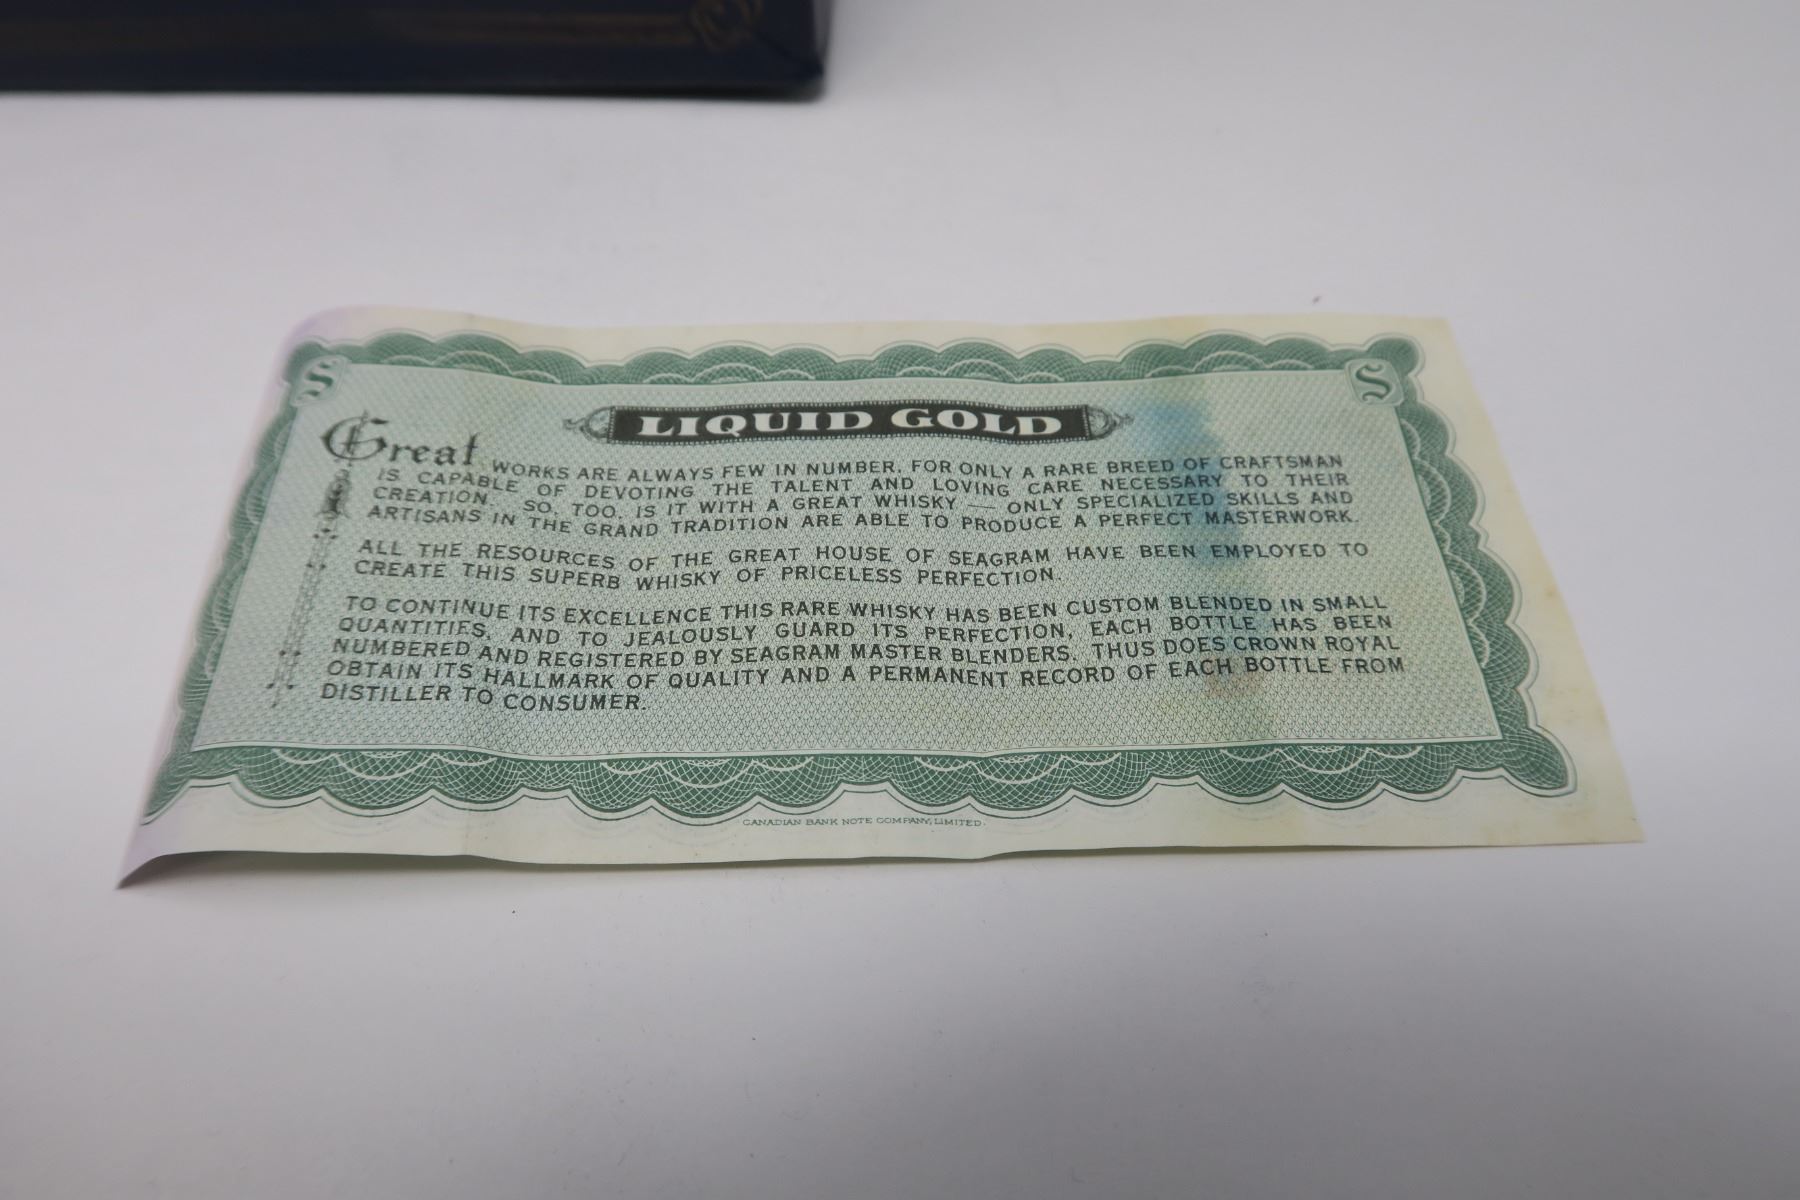 S
S
LIQUID GOLD
Great WORKS ARE ALWAYS FEW IN NUMBER, FOR ONLY A RARE BREED OF CRAFTSMAN
IS CAPABLE OF DEVOTING THE TALENT AND LOVING CARE NECESSARY TO THEIR
CREATION. SO, TOO, IS IT WITH A GREAT WHISKY — ONLY SPECIALIZED SKILLS AND
ARTISANS IN THE GRAND TRADITION ARE ABLE TO PRODUCE A PERFECT MASTERWORK.
ALL THE RESOURCES OF THE GREAT HOUSE OF SEAGRAM HAVE BEEN EMPLOYED TO
CREATE THIS SUPERB WHISKY OF PRICELESS PERFECTION.
TO CONTINUE ITS EXCELLENCE THIS RARE WHISKY HAS BEEN CUSTOM BLENDED IN SMALL
QUANTITIES, AND TO JEALOUSLY GUARD ITS PERFECTION, EACH BOTTLE HAS BEEN
NUMBERED AND REGISTERED BY SEAGRAM MASTER BLENDERS. THUS DOES CROWN ROYAL
OBTAIN ITS HALLMARK OF QUALITY AND A PERMANENT RECORD OF EACH BOTTLE FROM
DISTILLER TO CONSUMER.
CANADIAN BANK NOTE COMPANY, LIMITED.